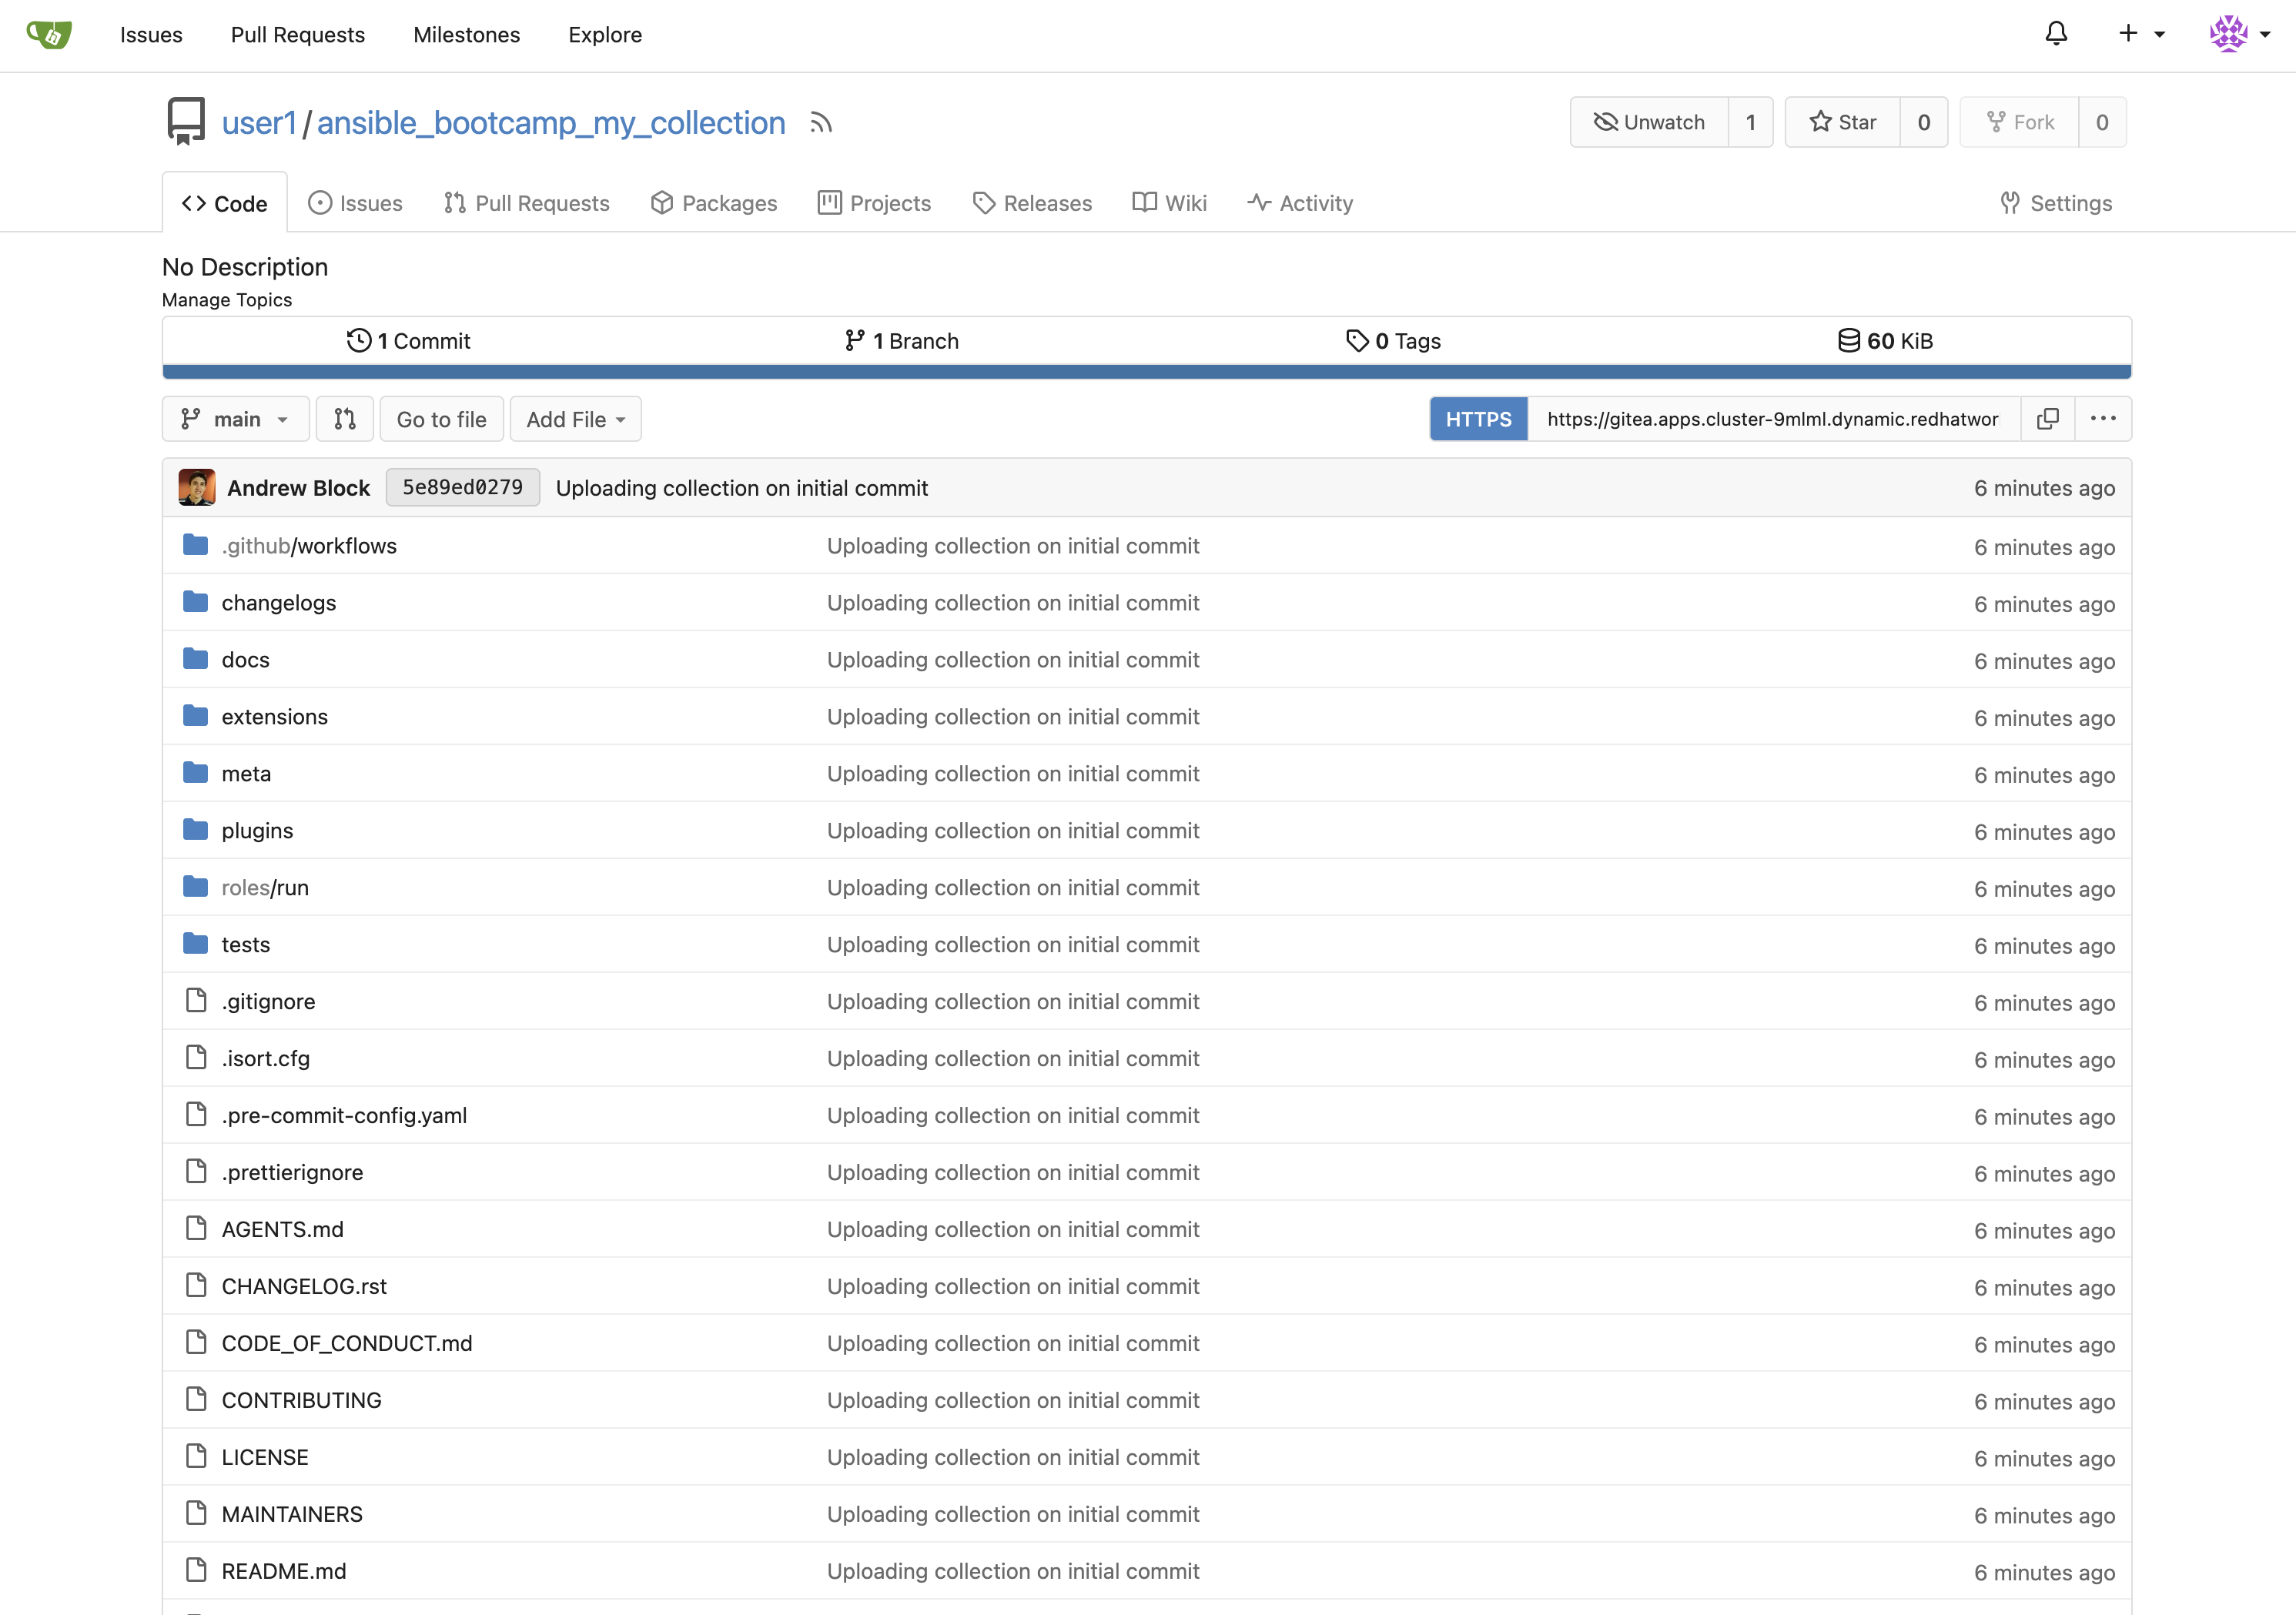 Issues Pull Requests Milestones Explore
user1/ansible_bootcamp_my_collection Unwatch 1 Star 0 Fork 0
Code Issues Pull Requests Packages Projects Releases Wiki Activity Settings
No Description
Manage Topics
1 Commit 1 Branch 0 Tags 60 KiB
main Go to file Add File HTTPS https://gitea.apps.cluster-9mlml.dynamic.redhatwor
Andrew Block 5e89ed0279 Uploading collection on initial commit 6 minutes ago
.github/workflows Uploading collection on initial commit 6 minutes ago
changelogs Uploading collection on initial commit 6 minutes ago
docs Uploading collection on initial commit 6 minutes ago
extensions Uploading collection on initial commit 6 minutes ago
meta Uploading collection on initial commit 6 minutes ago
plugins Uploading collection on initial commit 6 minutes ago
roles/run Uploading collection on initial commit 6 minutes ago
tests Uploading collection on initial commit 6 minutes ago
.gitignore Uploading collection on initial commit 6 minutes ago
.isort.cfg Uploading collection on initial commit 6 minutes ago
.pre-commit-config.yaml Uploading collection on initial commit 6 minutes ago
.prettierignore Uploading collection on initial commit 6 minutes ago
AGENTS.md Uploading collection on initial commit 6 minutes ago
CHANGELOG.rst Uploading collection on initial commit 6 minutes ago
CODE_OF_CONDUCT.md Uploading collection on initial commit 6 minutes ago
CONTRIBUTING Uploading collection on initial commit 6 minutes ago
LICENSE Uploading collection on initial commit 6 minutes ago
MAINTAINERS Uploading collection on initial commit 6 minutes ago
README.md Uploading collection on initial commit 6 minutes ago